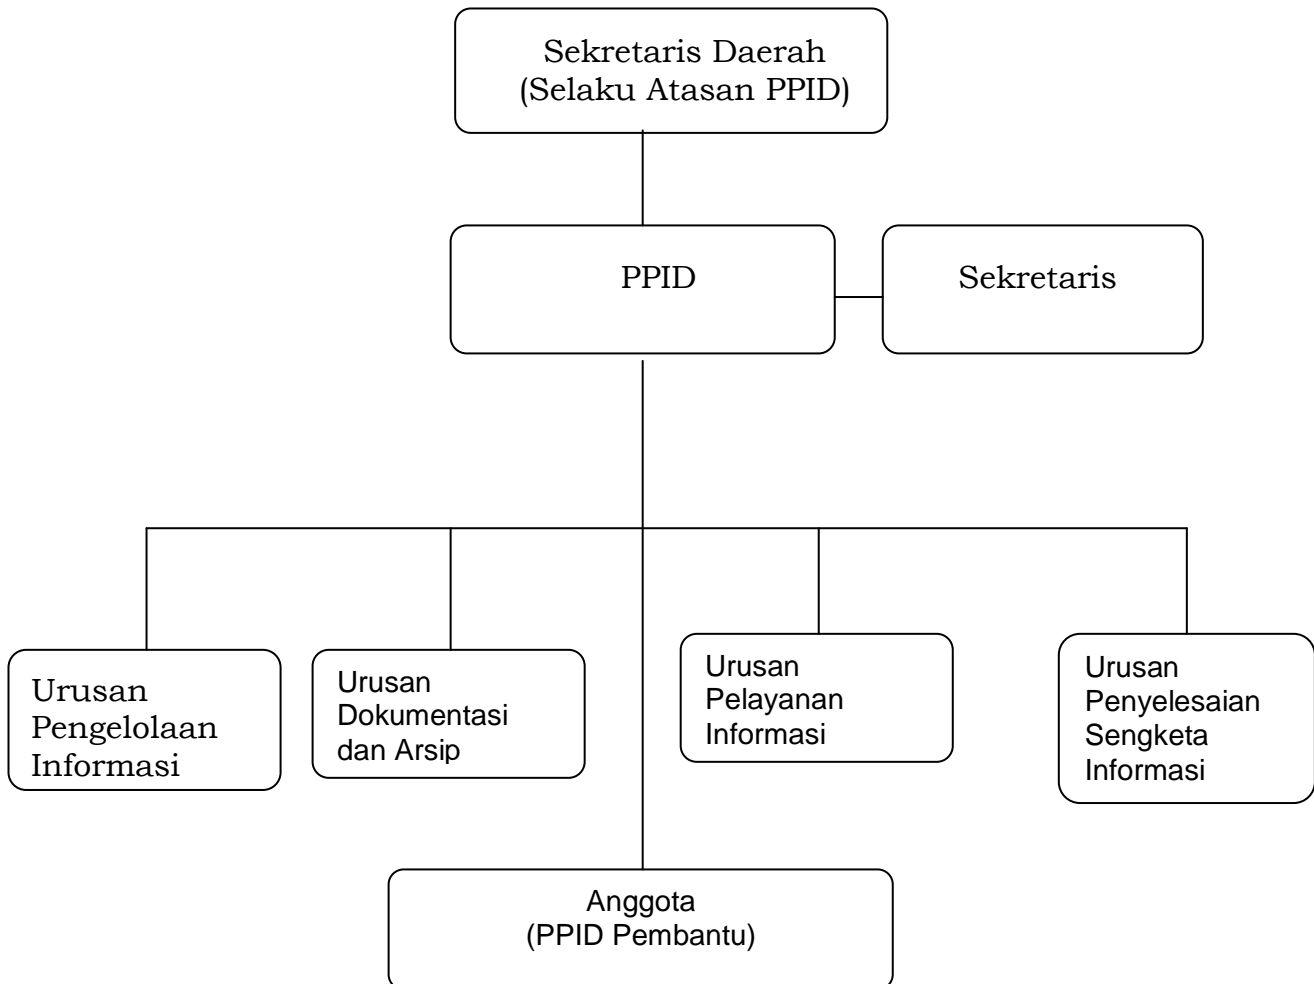 Sekretaris Daerah
(Selaku Atasan PPID)
PPID
Sekretaris
Urusan
Pengelolaan
Informasi
Urusan
Dokumentasi
dan Arsip
Urusan
Pelayanan
Informasi
Urusan
Penyelesaian
Sengketa
Informasi
Anggota
(PPID Pembantu)